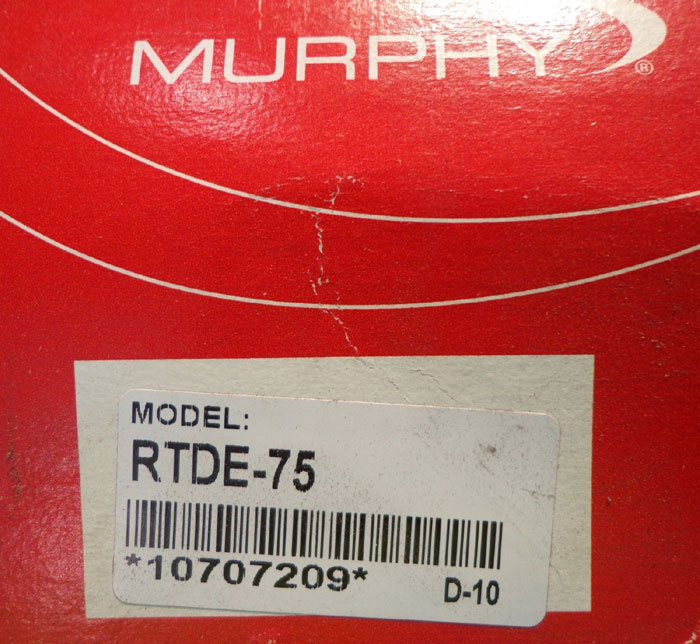 MURPHY®
MODEL:
RTDE-75
*10707209*
D-10